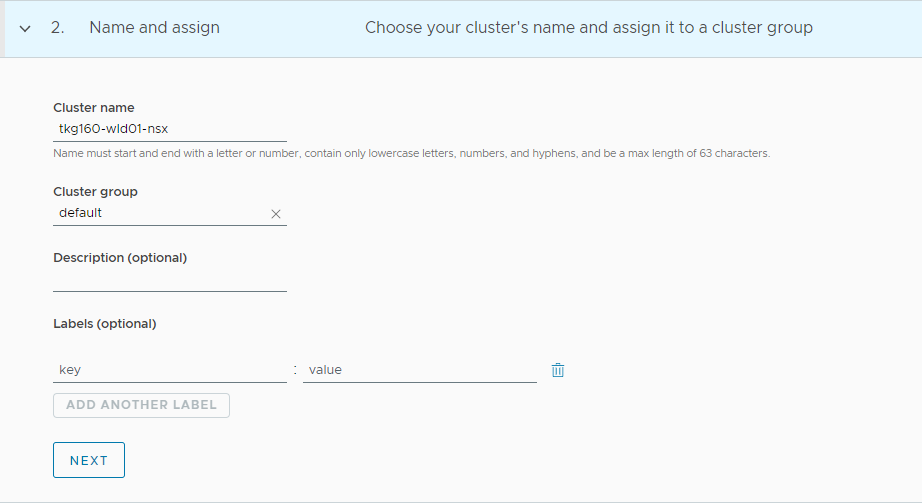 2. Name and assign Choose your cluster's name and assign it to a cluster group
Cluster name
tkg160-wld01-nsx
Name must start and end with a letter or number, contain only lowercase letters, numbers, and hyphens, and be a max length of 63 characters.
Cluster group
default
Description (optional)
Labels (optional)
key : value
ADD ANOTHER LABEL
NEXT